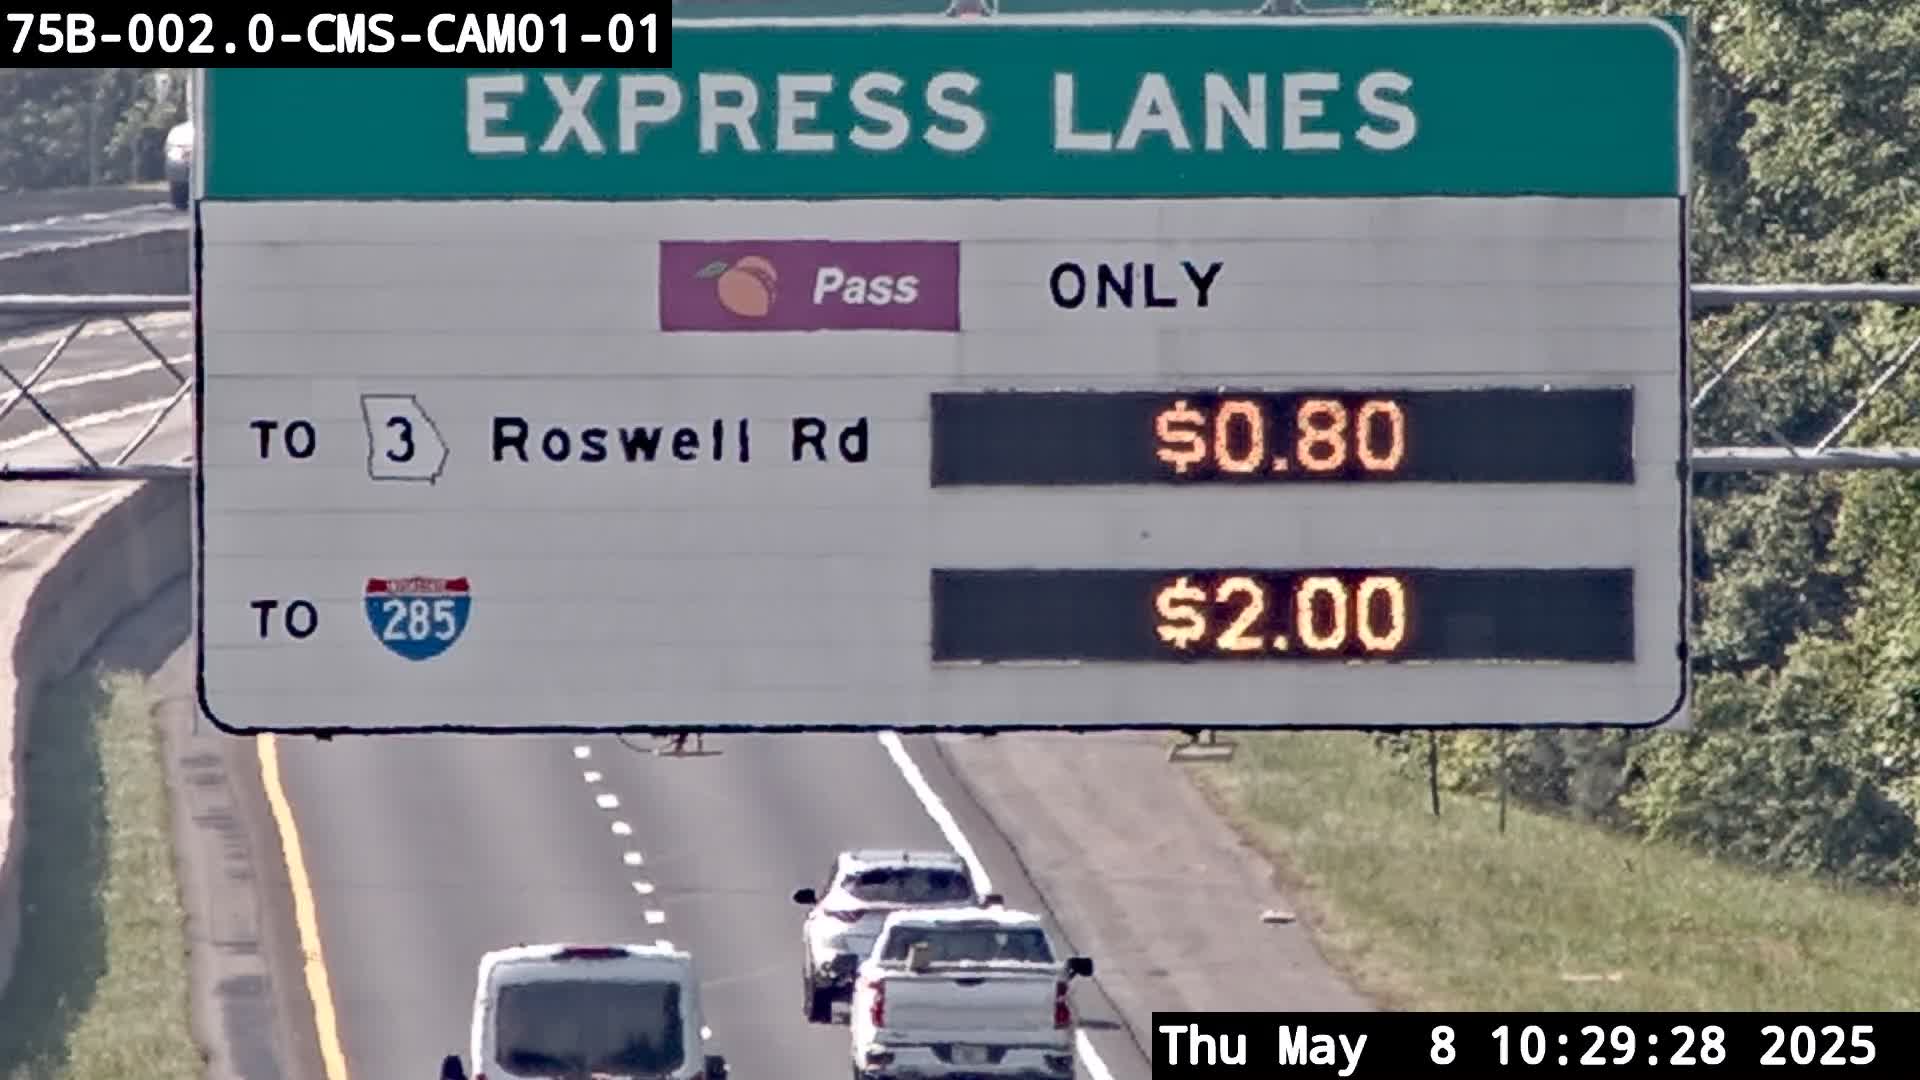 75B-002.0-CMS-CAM01-01
EXPRESS LANES
Pass ONLY
TO 3 Roswell Rd $0.80
TO 285 $2.00
Thu May 8 10:29:28 2025